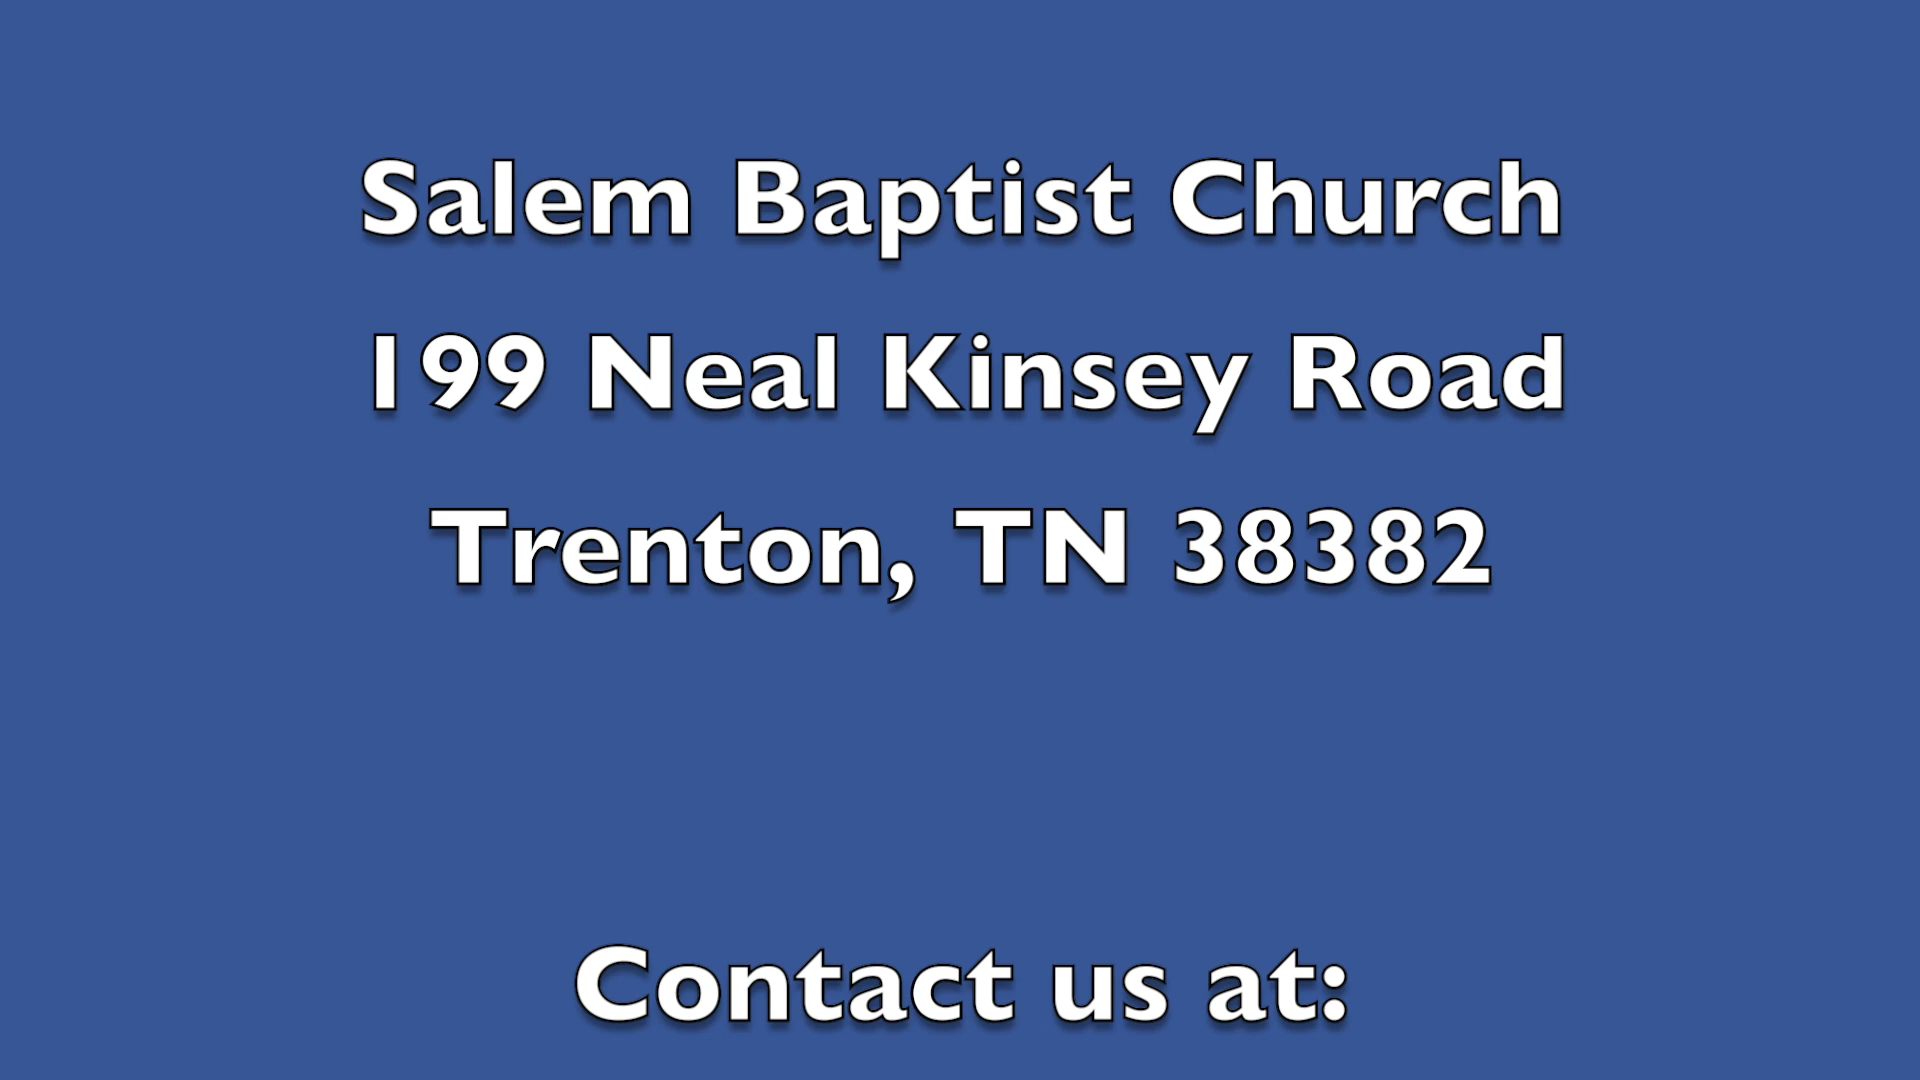 Salem Baptist Church
199 Neal Kinsey Road
Trenton, TN 38382
Contact us at: